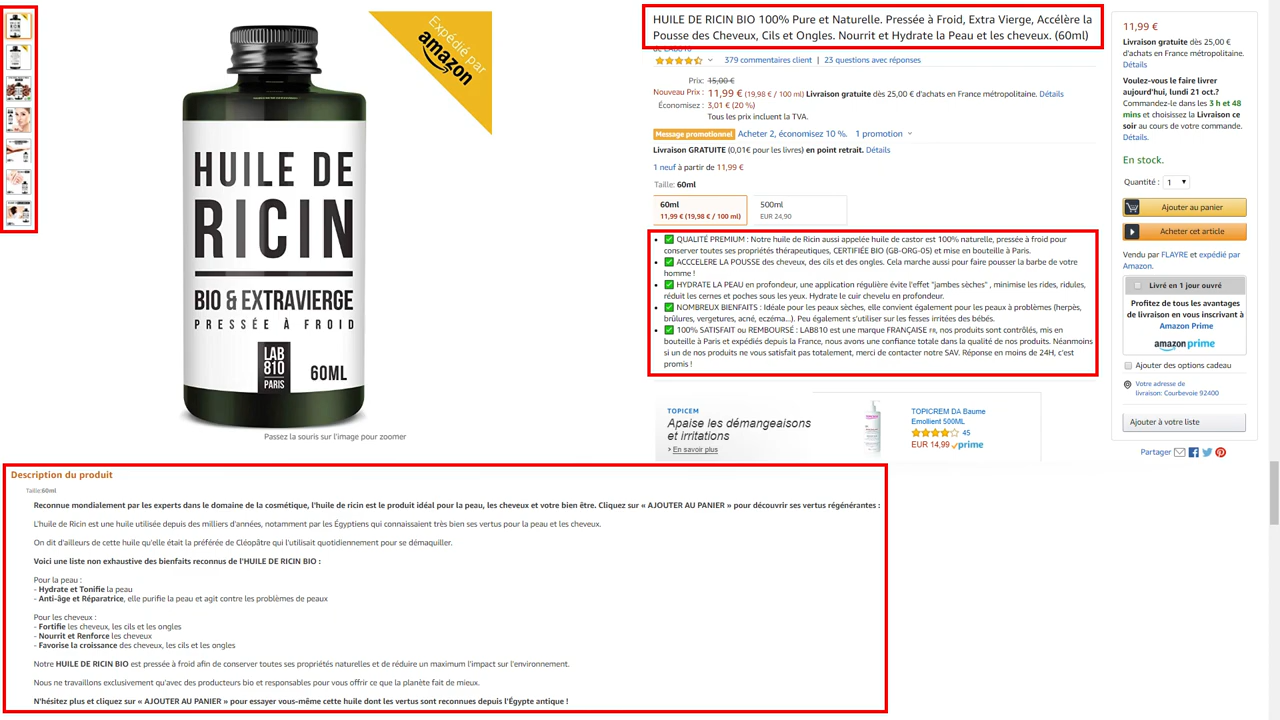 HUILE DE RICIN BIO 100% Pure et Naturelle. Pressée à Froid, Extra Vierge, Accélère la
Pousse des Cheveux, Cils et Ongles. Nourrit et Hydrate la Peau et les cheveux. (60ml)
de LAB810
379 commentaires client | 23 questions avec réponses
Prix: 15,00 €
Nouveau Prix : 11,99 € (19,98 € / 100 ml) Livraison gratuite dès 25,00 € d'achats en France métropolitaine. Détails
Économisez : 3,01 € (20 %)
Tous les prix incluent la TVA.
Message promotionnel Acheter 2, économisez 10 %. 1 promotion
Livraison GRATUITE (0,01€ pour les livres) en point retrait. Détails
1 neuf à partir de 11,99 €
Taille: 60ml
60ml
11,99 € (19,98 € / 100 ml)
500ml
EUR 24,90
• ✅ QUALITÉ PREMIUM : Notre huile de Ricin aussi appelée huile de castor est 100% naturelle, pressée à froid pour
conserver toutes ses propriétés thérapeutiques, CERTIFIÉE BIO (GB-ORG-05) et mise en bouteille à Paris.
• ✅ ACCCELERE LA POUSSE des cheveux, des cils et des ongles. Cela marche aussi pour faire pousser la barbe de votre
homme !
• ✅ HYDRATE LA PEAU en profondeur, une application régulière évite l'effet "jambes sèches" , minimise les rides, ridules,
réduit les cernes et poches sous les yeux. Hydrate le cuir chevelu en profondeur.
• ✅ NOMBREUX BIENFAITS : Idéale pour les peaux sèches, elle convient également pour les peaux à problèmes (herpès,
brûlures, vergetures, acné, eczéma...). Peu également s'utiliser sur les fesses irritées des bébés.
• ✅ 100% SATISFAIT ou REMBOURSÉ : LAB810 est une marque FRANÇAISE FR, nos produits sont contrôlés, mis en
bouteille à Paris et expédiés depuis la France, nous avons une confiance totale dans la qualité de nos produits. Néanmoins
si un de nos produits ne vous satisfait pas totalement, merci de contacter notre SAV. Réponse en moins de 24H, c'est
promis !
TOPICEM
Apaise les démangeaisons
et irritations
› En savoir plus
TOPICREM DA Baume
Emollient 500ML
45
EUR 14,99 prime
11,99 €
Livraison gratuite dès 25,00 €
d'achats en France métropolitaine.
Détails
Voulez-vous le faire livrer
aujourd'hui, lundi 21 oct.?
Commandez-le dans les 3 h et 48
mins et choisissez la Livraison ce
soir au cours de votre commande.
Détails.
En stock.
Quantité : 1
Ajouter au panier
Acheter cet article
Vendu par FLAYRE et expédié par
Amazon.
Livré en 1 jour ouvré
Profitez de tous les avantages
de livraison en vous inscrivant à
Amazon Prime
amazon prime
Ajouter des options cadeau
Votre adresse de
livraison: Courbevoie 92400
Ajouter à votre liste
Partager
Expédié par
amazon
HUILE DE
RICIN
BIO & EXTRAVIERGE
PRESSÉE À FROID
LAB
810
PARIS
60ML
Passez la souris sur l'image pour zoomer
Description du produit
Taille:60ml
Reconnue mondialement par les experts dans le domaine de la cosmétique, l'huile de ricin est le produit idéal pour la peau, les cheveux et votre bien être. Cliquez sur « AJOUTER AU PANIER » pour découvrir ses vertus régénérantes :
L'huile de Ricin est une huile utilisée depuis des milliers d'années, notamment par les Égyptiens qui connaissaient très bien ses vertus pour la peau et les cheveux.
On dit d'ailleurs de cette huile qu'elle était la préférée de Cléopâtre qui l'utilisait quotidiennement pour se démaquiller.
Voici une liste non exhaustive des bienfaits reconnus de l'HUILE DE RICIN BIO :
Pour la peau :
- Hydrate et Tonifie la peau
- Anti-âge et Réparatrice, elle purifie la peau et agit contre les problèmes de peaux
Pour les cheveux :
- Fortifie les cheveux, les cils et les ongles
- Nourrit et Renforce les cheveux
- Favorise la croissance des cheveux, les cils et les ongles
Notre HUILE DE RICIN BIO est pressée à froid afin de conserver toutes ses propriétés naturelles et de réduire un maximum l'impact sur l'environnement.
Nous ne travaillons exclusivement qu'avec des producteurs bio et responsables pour vous offrir ce que la planète fait de mieux.
N'hésitez plus et cliquez sur « AJOUTER AU PANIER » pour essayer vous-même cette huile dont les vertus sont reconnues depuis l'Égypte antique !